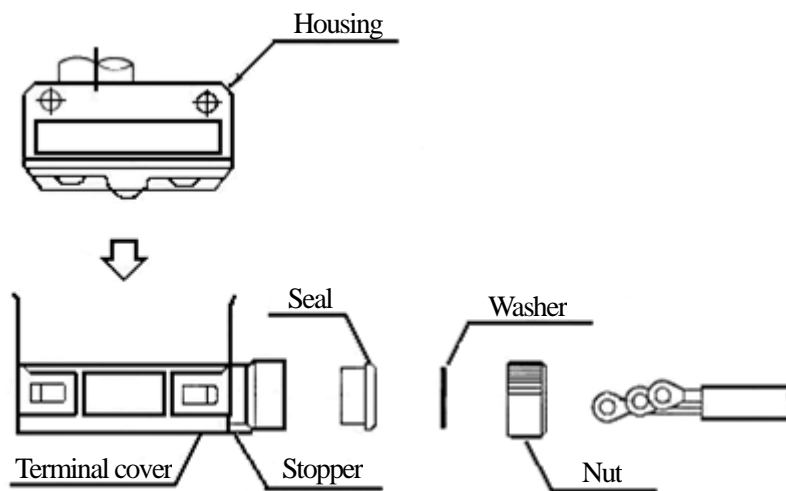 Housing
Seal
Washer
Terminal cover
Stopper
Nut